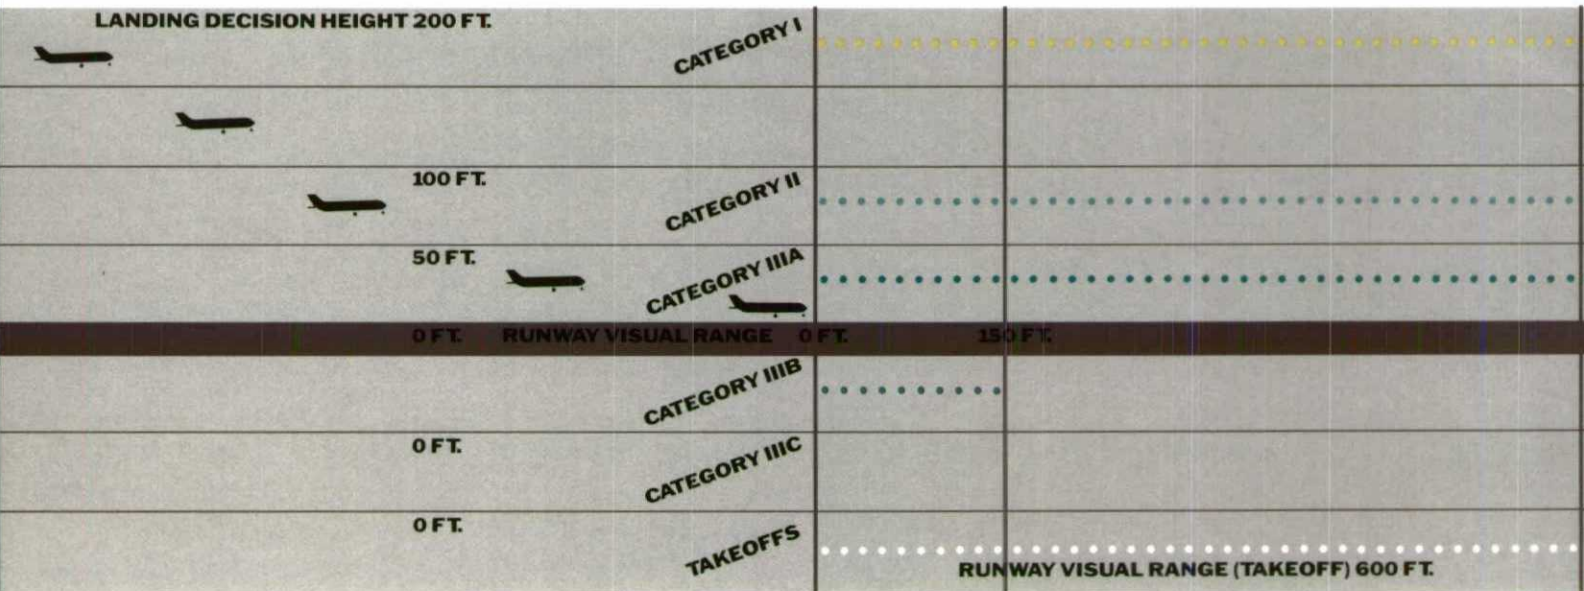 LANDING DECISION HEIGHT 200 FT.
CATEGORY I
100 FT.
CATEGORY II
50 FT.
CATEGORY IIIA
0 FT. RUNWAY VISUAL RANGE 0 FT. 150 FT.
CATEGORY IIIB
0 FT.
CATEGORY IIIC
0 FT.
TAKEOFFS
RUNWAY VISUAL RANGE (TAKEOFF) 600 FT.